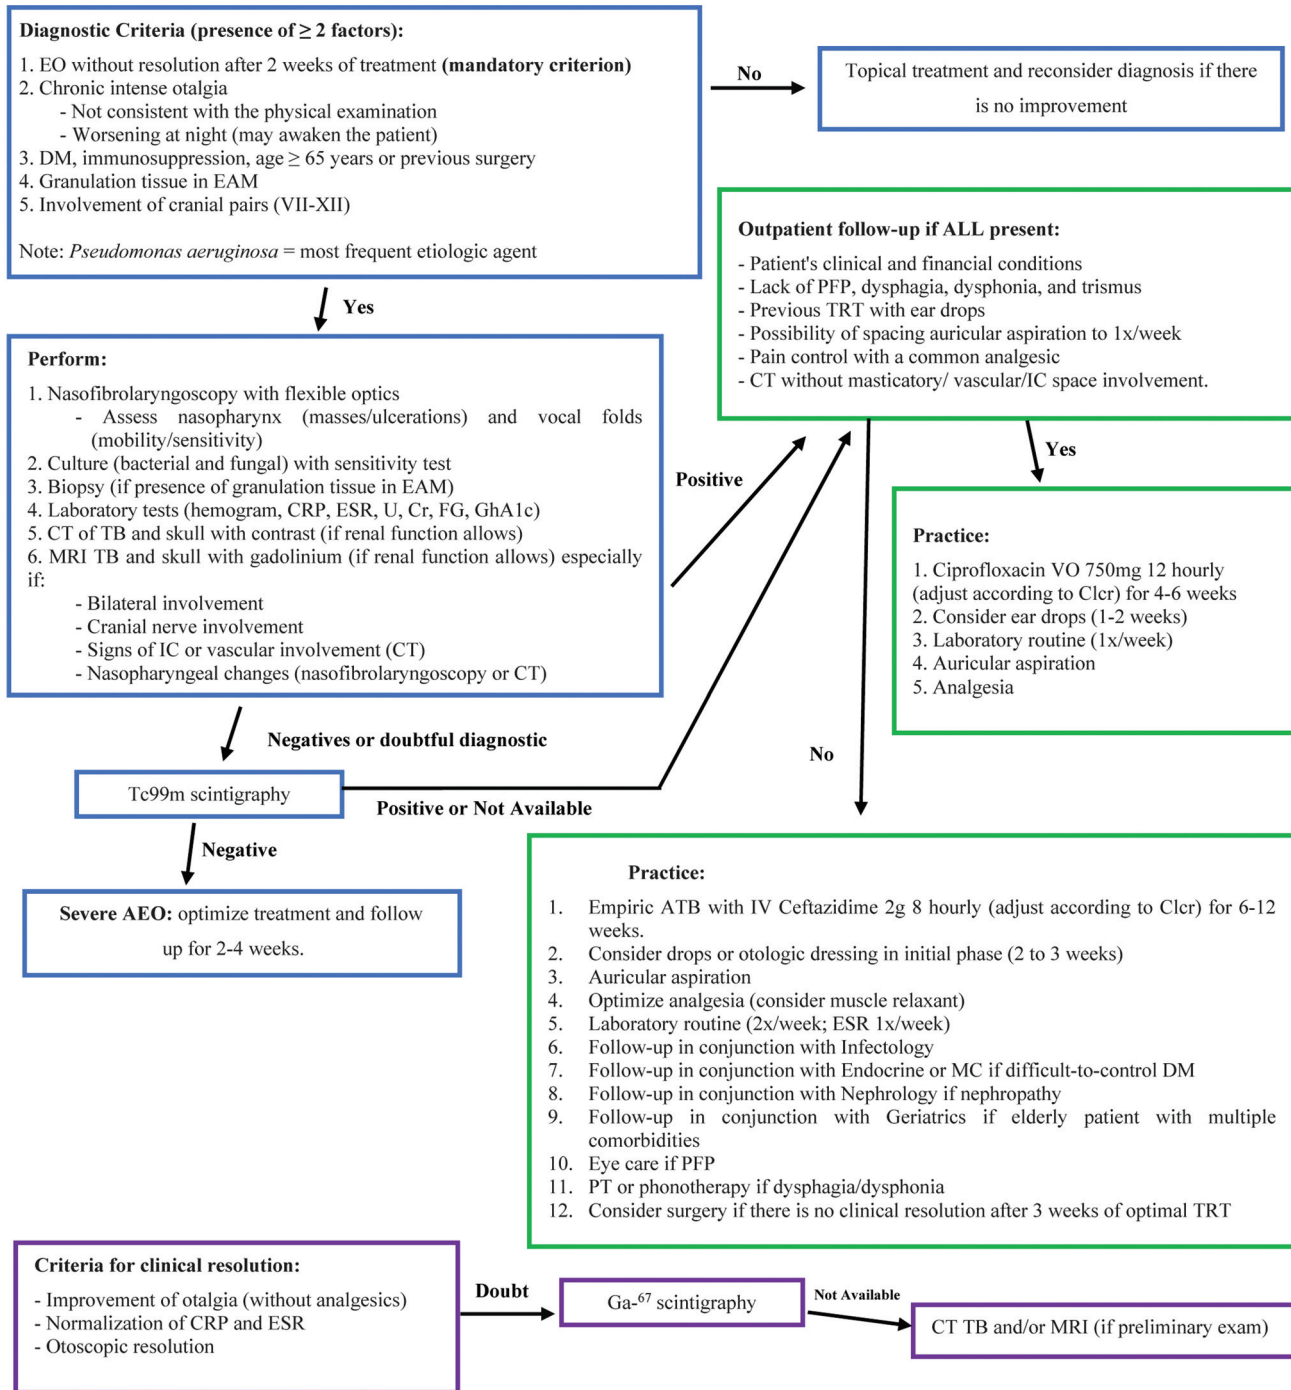 Diagnostic Criteria (presence of ≥ 2 factors):
1. EO without resolution after 2 weeks of treatment (mandatory criterion)
2. Chronic intense otalgia
- Not consistent with the physical examination
- Worsening at night (may awaken the patient)
3. DM, immunosuppression, age ≥ 65 years or previous surgery
4. Granulation tissue in EAM
5. Involvement of cranial pairs (VII-XII)
Note: Pseudomonas aeruginosa = most frequent etiologic agent
No
Topical treatment and reconsider diagnosis if there
is no improvement
Yes
Perform:
1. Nasofibrolaryngoscopy with flexible optics
- Assess nasopharynx (masses/ulcerations) and vocal folds
(mobility/sensitivity)
2. Culture (bacterial and fungal) with sensitivity test
3. Biopsy (if presence of granulation tissue in EAM)
4. Laboratory tests (hemogram, CRP, ESR, U, Cr, FG, GhA1c)
5. CT of TB and skull with contrast (if renal function allows)
6. MRI TB and skull with gadolinium (if renal function allows) especially
if:
- Bilateral involvement
- Cranial nerve involvement
- Signs of IC or vascular involvement (CT)
- Nasopharyngeal changes (nasofibrolaryngoscopy or CT)
Positive
Outpatient follow-up if ALL present:
- Patient's clinical and financial conditions
- Lack of PFP, dysphagia, dysphonia, and trismus
- Previous TRT with ear drops
- Possibility of spacing auricular aspiration to 1x/week
- Pain control with a common analgesic
- CT without masticatory/ vascular/IC space involvement.
Yes
Practice:
1. Ciprofloxacin VO 750mg 12 hourly
(adjust according to Clcr) for 4-6 weeks
2. Consider ear drops (1-2 weeks)
3. Laboratory routine (1x/week)
4. Auricular aspiration
5. Analgesia
Negatives or doubtful diagnostic
Tc99m scintigraphy
Positive or Not Available
No
Negative
Severe AEO: optimize treatment and follow
up for 2-4 weeks.
Practice:
1. Empiric ATB with IV Ceftazidime 2g 8 hourly (adjust according to Clcr) for 6-12
weeks.
2. Consider drops or otologic dressing in initial phase (2 to 3 weeks)
3. Auricular aspiration
4. Optimize analgesia (consider muscle relaxant)
5. Laboratory routine (2x/week; ESR 1x/week)
6. Follow-up in conjunction with Infectology
7. Follow-up in conjunction with Endocrine or MC if difficult-to-control DM
8. Follow-up in conjunction with Nephrology if nephropathy
9. Follow-up in conjunction with Geriatrics if elderly patient with multiple
comorbidities
10. Eye care if PFP
11. PT or phonotherapy if dysphagia/dysphonia
12. Consider surgery if there is no clinical resolution after 3 weeks of optimal TRT
Criteria for clinical resolution:
- Improvement of otalgia (without analgesics)
- Normalization of CRP and ESR
- Otoscopic resolution
Doubt
Ga-⁶⁷ scintigraphy
Not Available
CT TB and/or MRI (if preliminary exam)